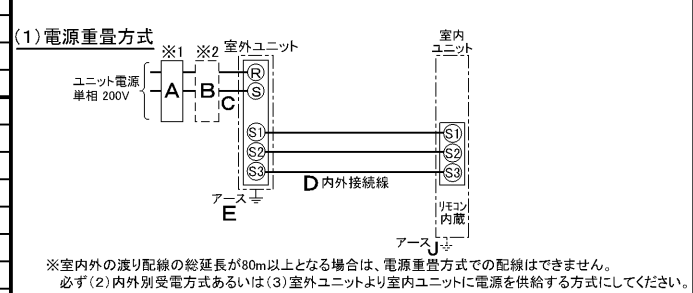 (1)電源重畳方式
※1 ※2 室外ユニット
室内
ユニット
ユニット電源
単相 200V
A B C
R
S
S1 S1
S2 S2
S3 S3
D 内外接続線
アース
E
リモコン
内蔵
アース J
※室内外の渡り配線の総延長が80m以上となる場合は、電源重畳方式での配線はできません。
必ず(2)内外別受電方式あるいは(3)室外ユニットより室内ユニットに電源を供給する方式にしてください。